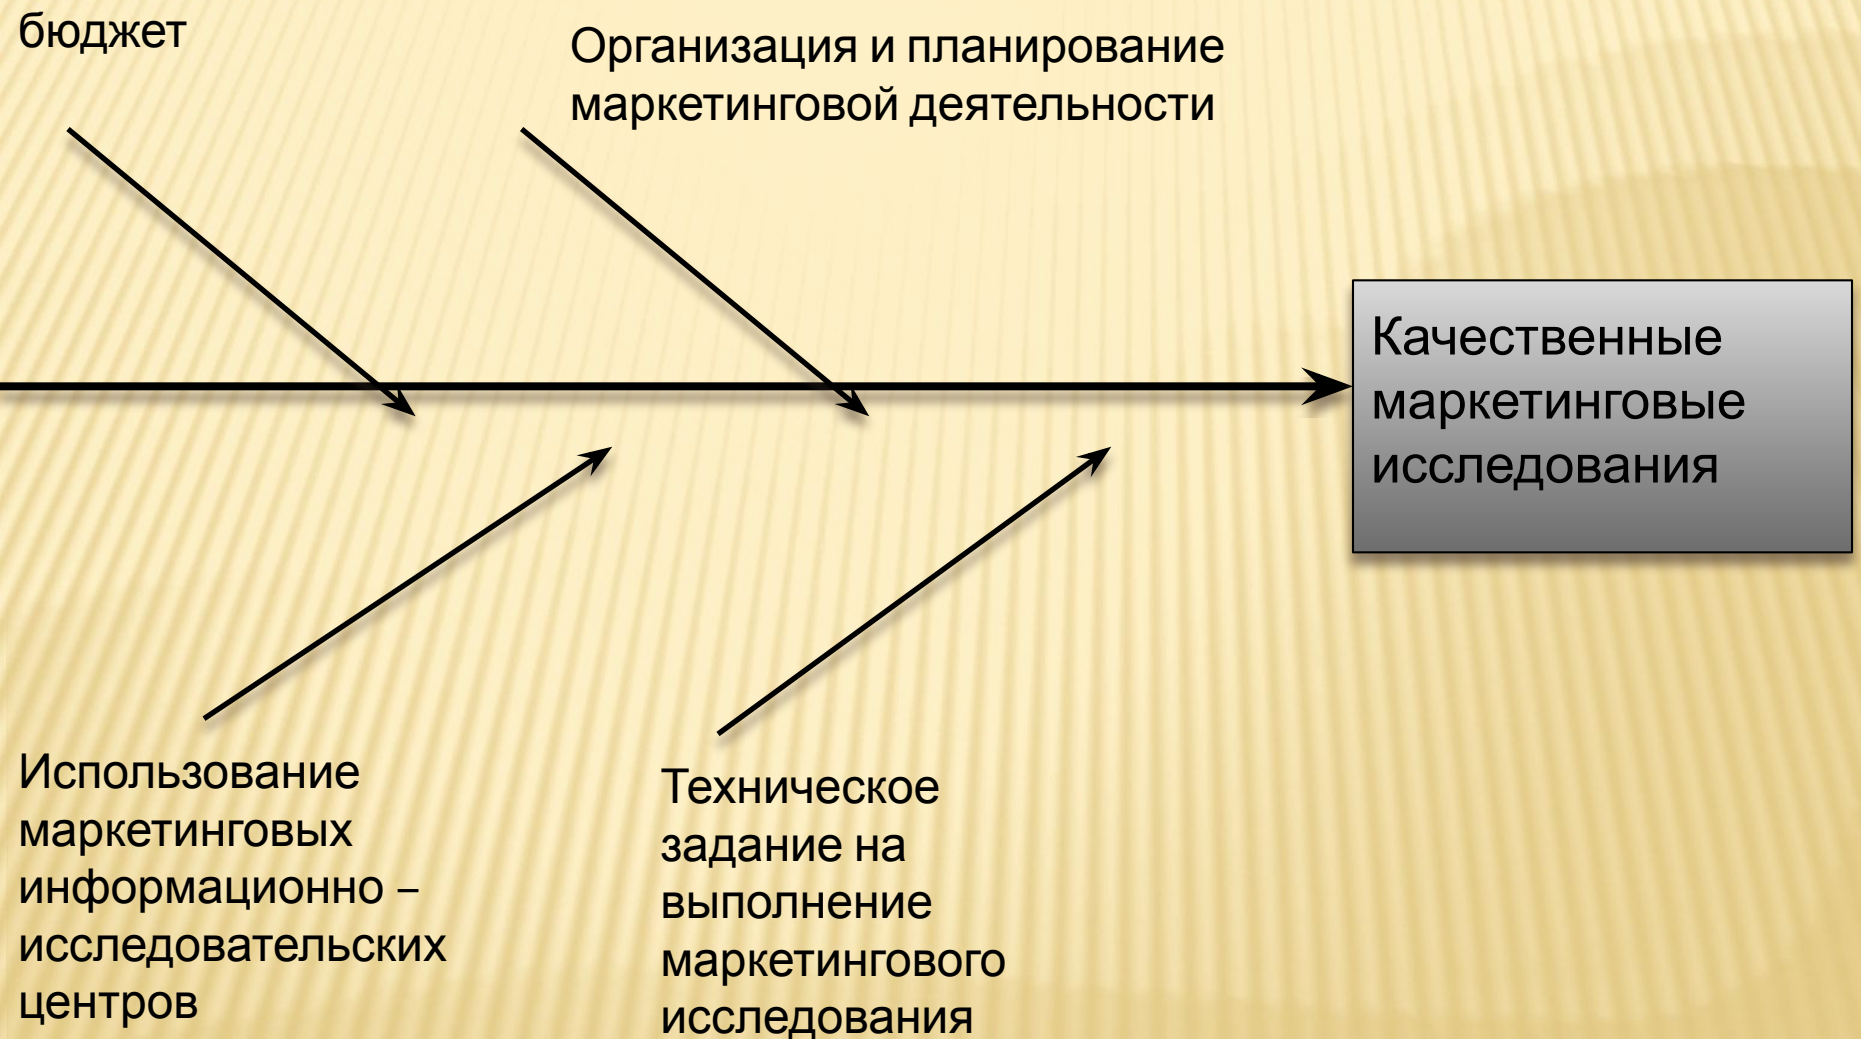 бюджет
Организация и планирование
маркетинговой деятельности
Качественные
маркетинговые
исследования
Использование
маркетинговых
информационно –
исследовательских
центров
Техническое
задание на
выполнение
маркетингового
исследования